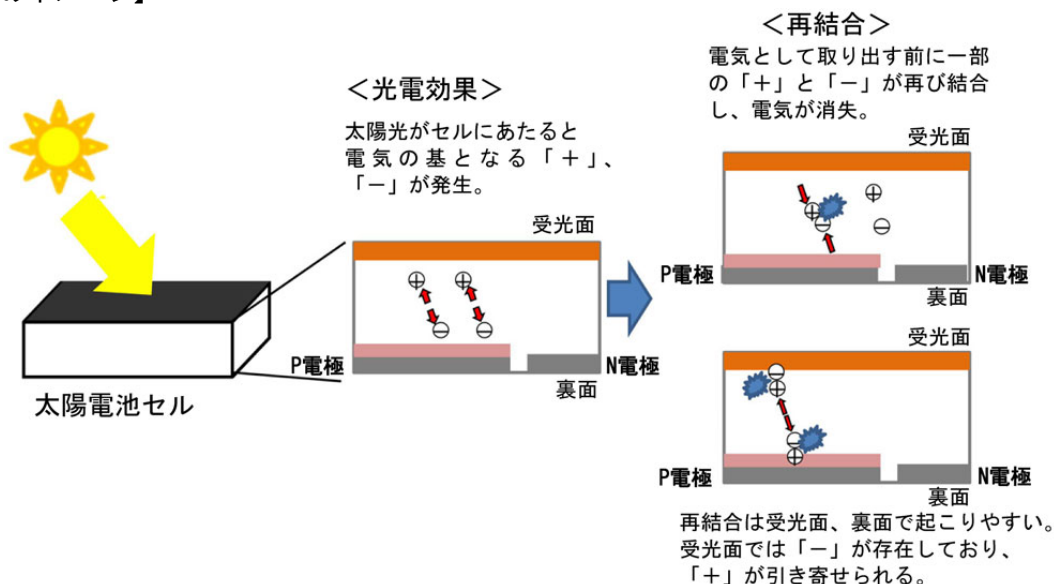 ＜光電効果＞
太陽光がセルにあたると
電気の基となる「＋」、
「－」が発生。
太陽電池セル
受光面
P電極
N電極
裏面
＜再結合＞
電気として取り出す前に一部
の「＋」と「－」が再び結合
し、電気が消失。
受光面
P電極
N電極
裏面
受光面
P電極
N電極
裏面
再結合は受光面、裏面で起こりやすい。
受光面では「－」が存在しており、
「＋」が引き寄せられる。